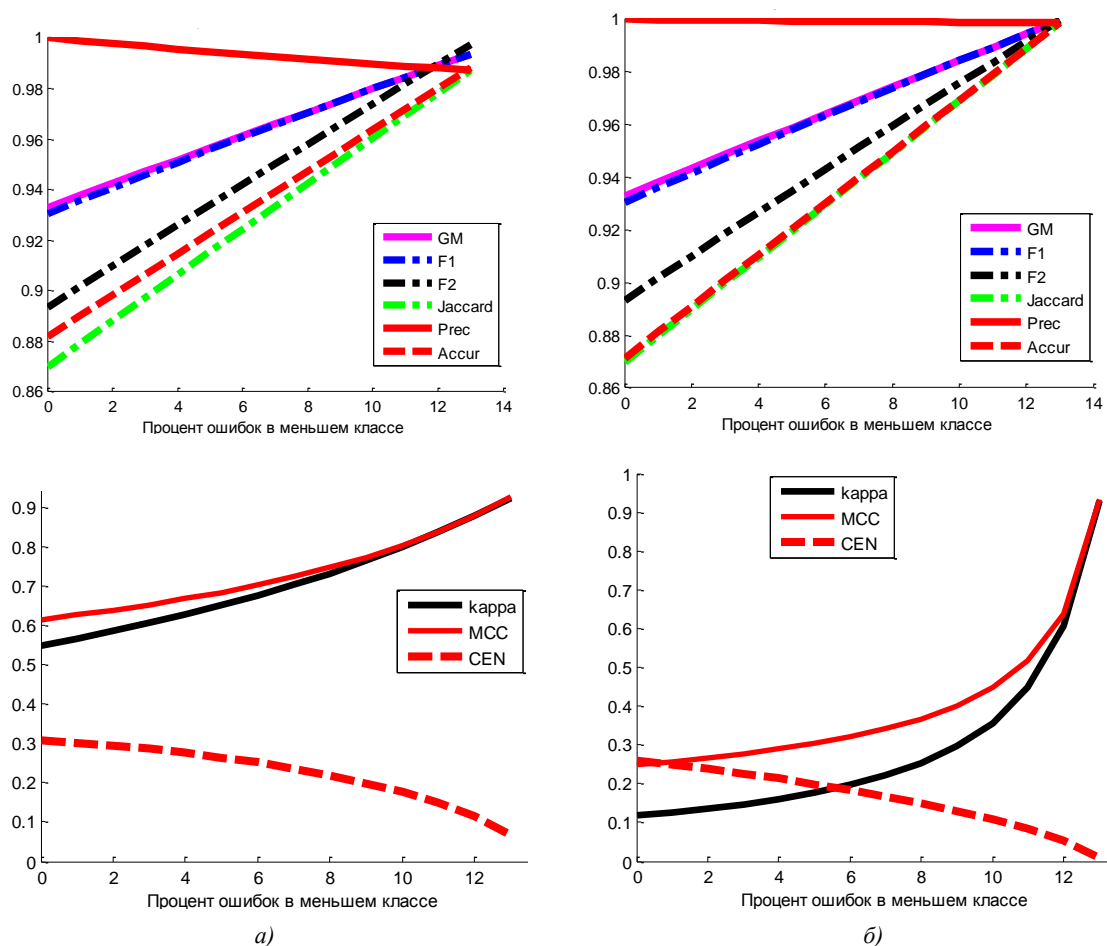 1
0.98
0.96
0.94
0.92
0.9
0.88
0.86
0 2 4 6 8 10 12 14
Процент ошибок в меньшем классе
GM
F1
F2
Jaccard
Prec
Accur
1
0.98
0.96
0.94
0.92
0.9
0.88
0.86
0 2 4 6 8 10 12 14
Процент ошибок в меньшем классе
GM
F1
F2
Jaccard
Prec
Accur
0.9
0.8
0.7
0.6
0.5
0.4
0.3
0.2
0.1
0
0 2 4 6 8 10 12
Процент ошибок в меньшем классе
kappa
MCC
CEN
а)
1
0.9
0.8
0.7
0.6
0.5
0.4
0.3
0.2
0.1
0
0 2 4 6 8 10 12
Процент ошибок в меньшем классе
kappa
MCC
CEN
б)